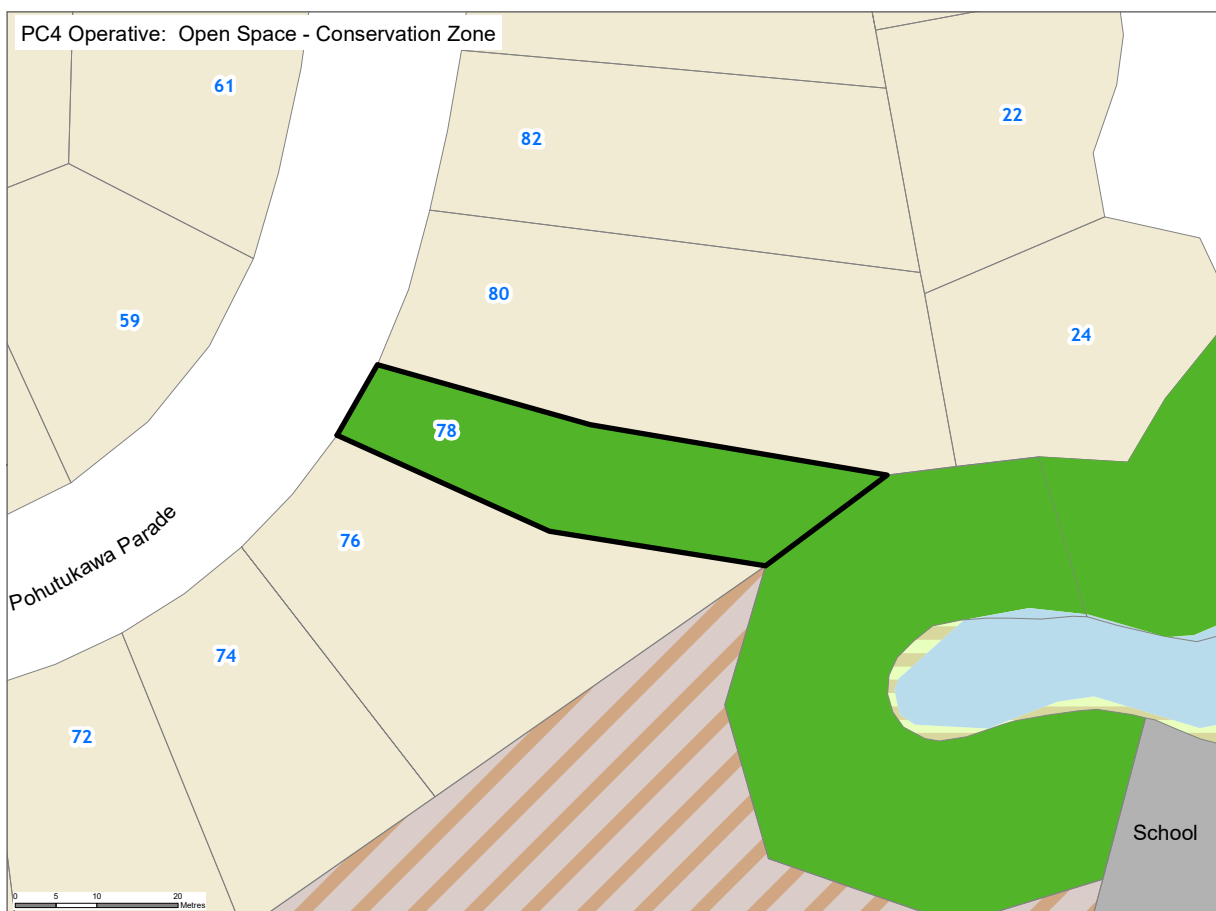 PC4 Operative:  Open Space - Conservation Zone
61
22
82
80
59
24
78
76
Pohutukawa Parade
74
72
School
0 5 10 20
Metres